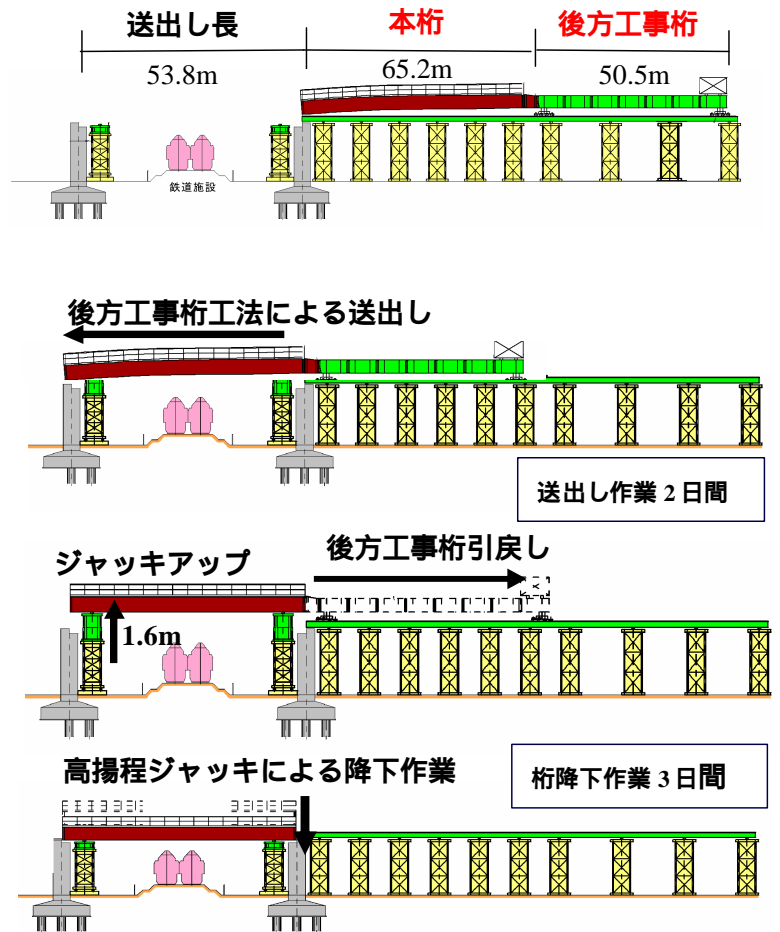 送出し長 本桁 後方工事桁
53.8m 65.2m 50.5m
鉄道施設
後方工事桁工法による送出し
送出し作業 2 日間
ジャッキアップ 後方工事桁引戻し
1.6m
高揚程ジャッキによる降下作業
桁降下作業 3 日間